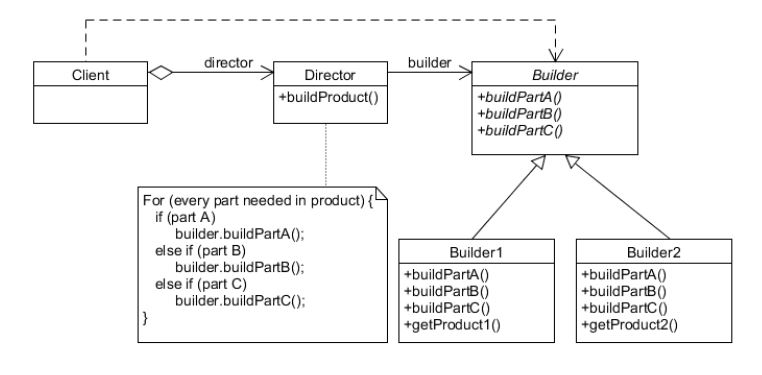 director
builder
Client
Director
+buildProduct()
Builder
+buildPartA()
+buildPartB()
+buildPartC()
For (every part needed in product) {
if (part A)
builder.buildPartA();
else if (part B)
builder.buildPartB();
else if (part C)
builder.buildPartC();
}
Builder1
+buildPartA()
+buildPartB()
+buildPartC()
+getProduct1()
Builder2
+buildPartA()
+buildPartB()
+buildPartC()
+getProduct2()